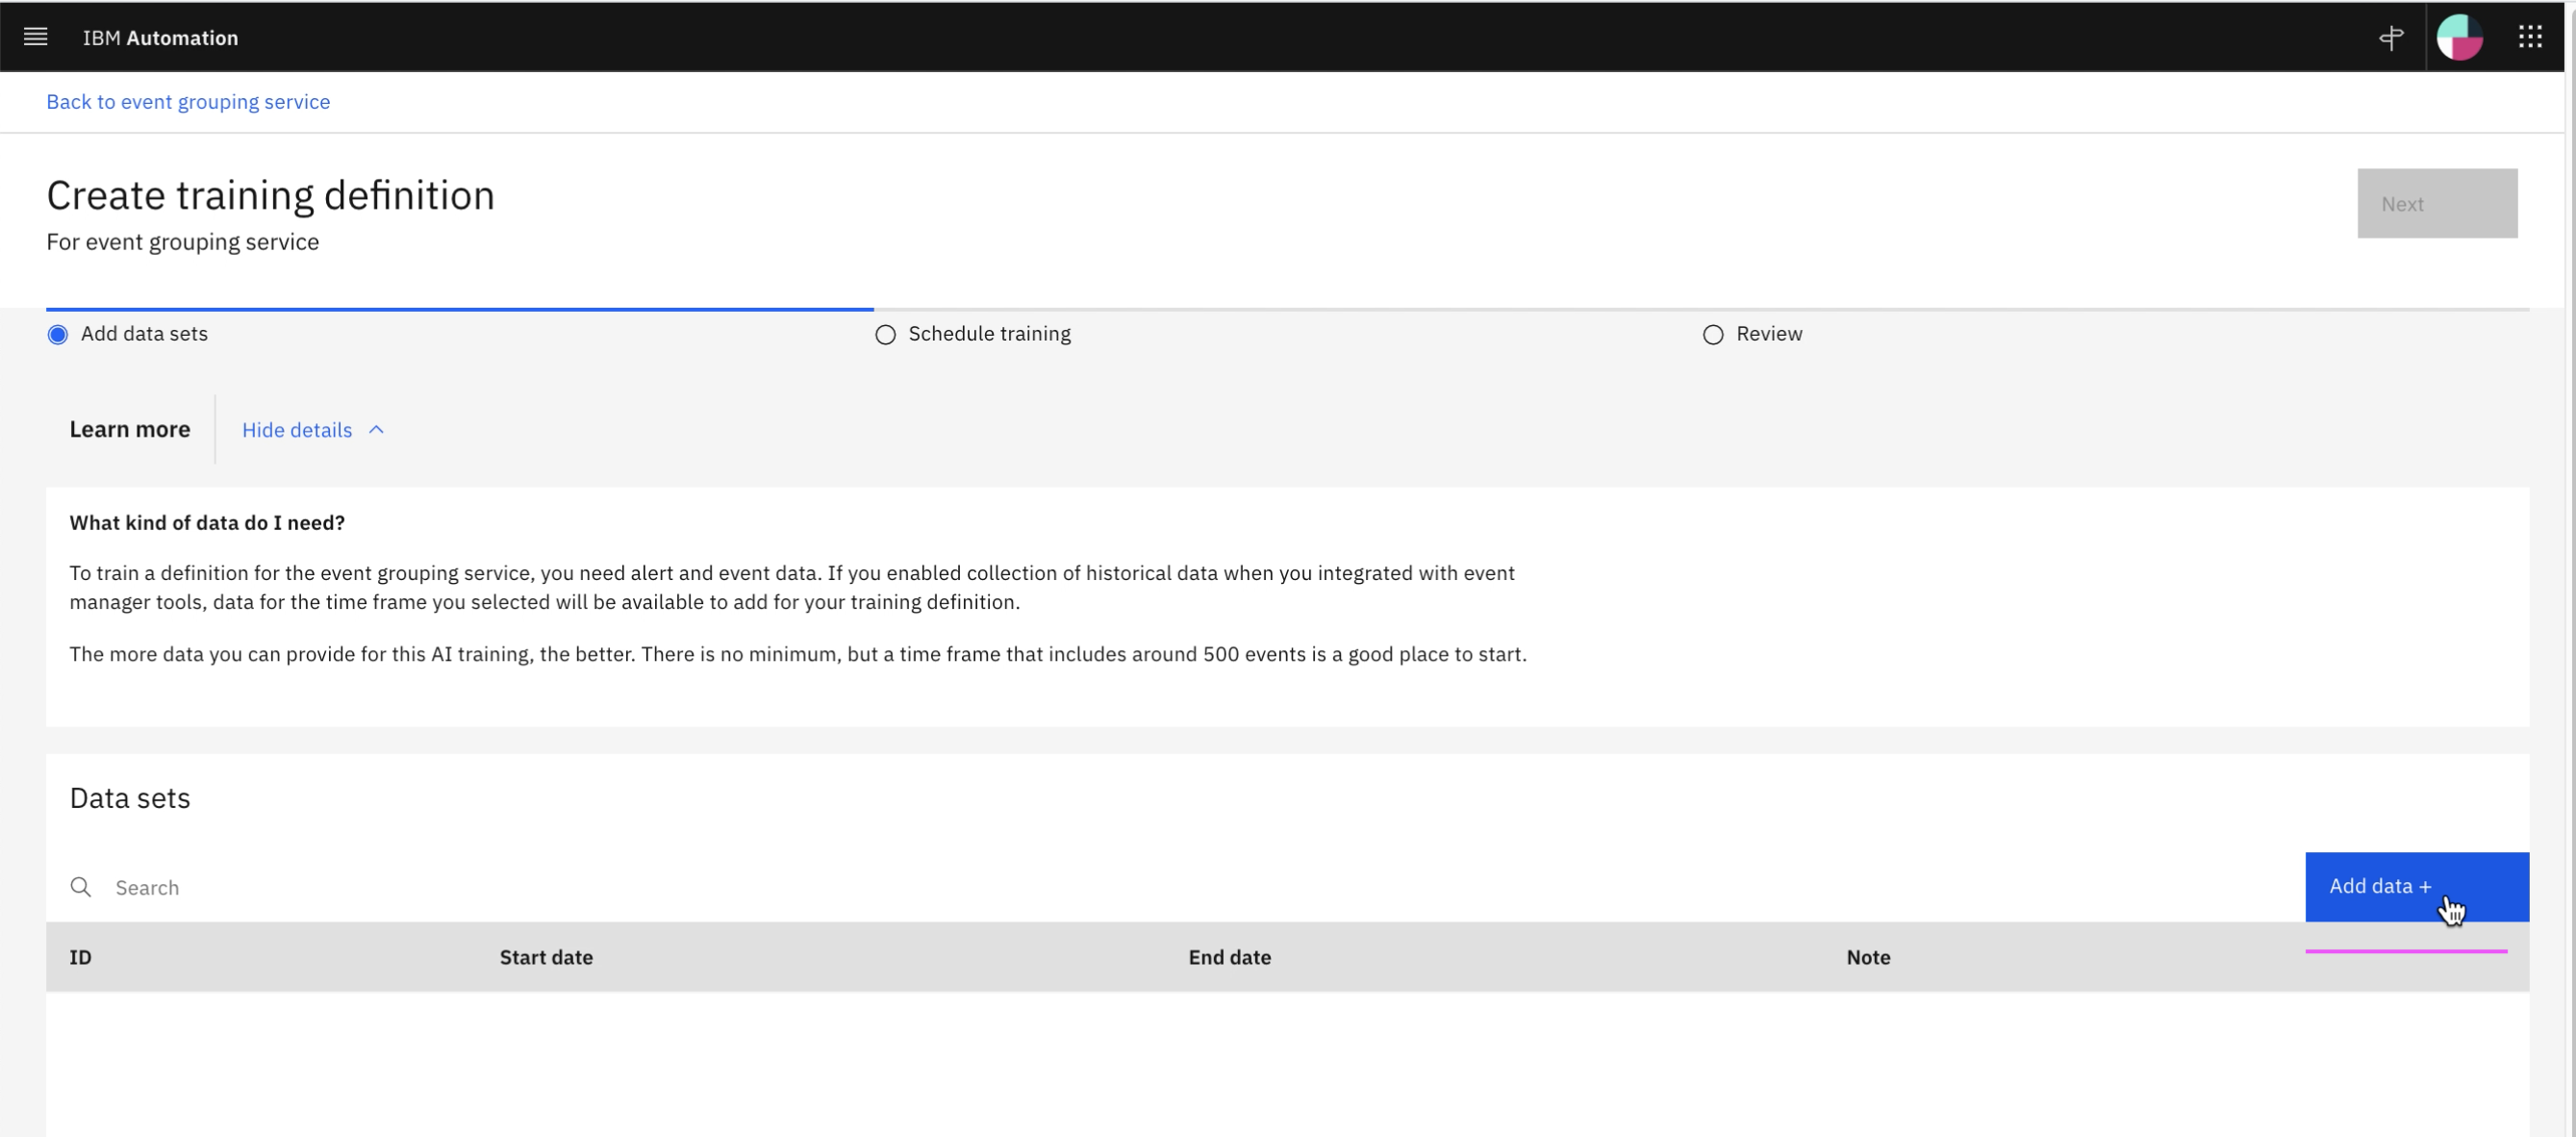 IBM Automation
Back to event grouping service
Create training definition
Next
For event grouping service
Add data sets
Schedule training
Review
Learn more
Hide details
What kind of data do I need?
To train a definition for the event grouping service, you need alert and event data. If you enabled collection of historical data when you integrated with event
manager tools, data for the time frame you selected will be available to add for your training definition.
The more data you can provide for this AI training, the better. There is no minimum, but a time frame that includes around 500 events is a good place to start.
Data sets
Search
Add data +
ID
Start date
End date
Note